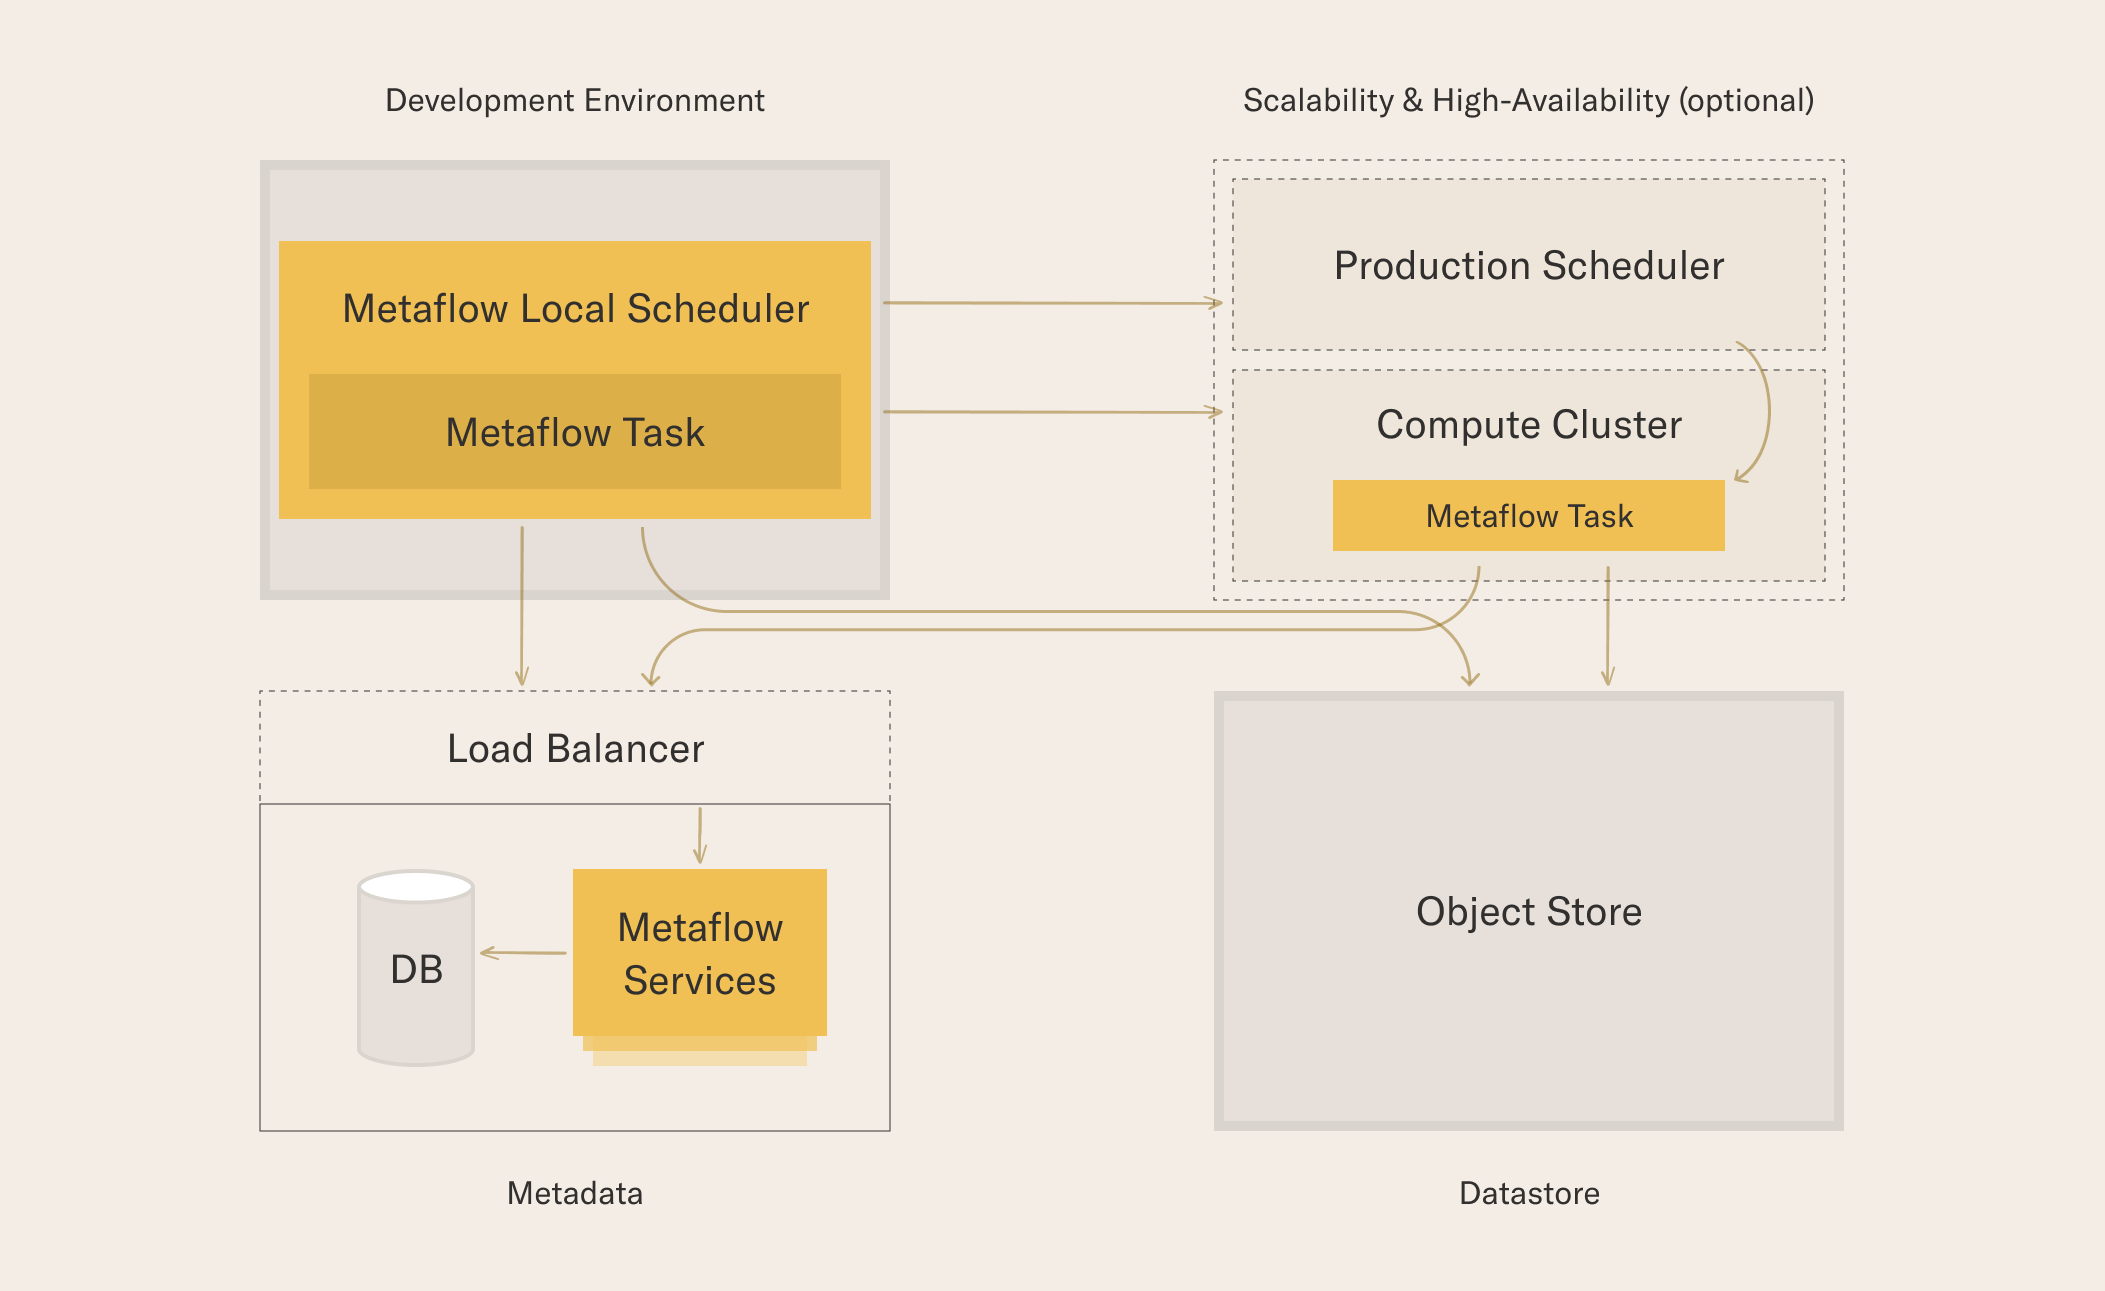 Development Environment
Scalability & High-Availability (optional)
Metaflow Local Scheduler
Metaflow Task
Production Scheduler
Compute Cluster
Metaflow Task
Load Balancer
DB
Metaflow
Services
Object Store
Metadata
Datastore